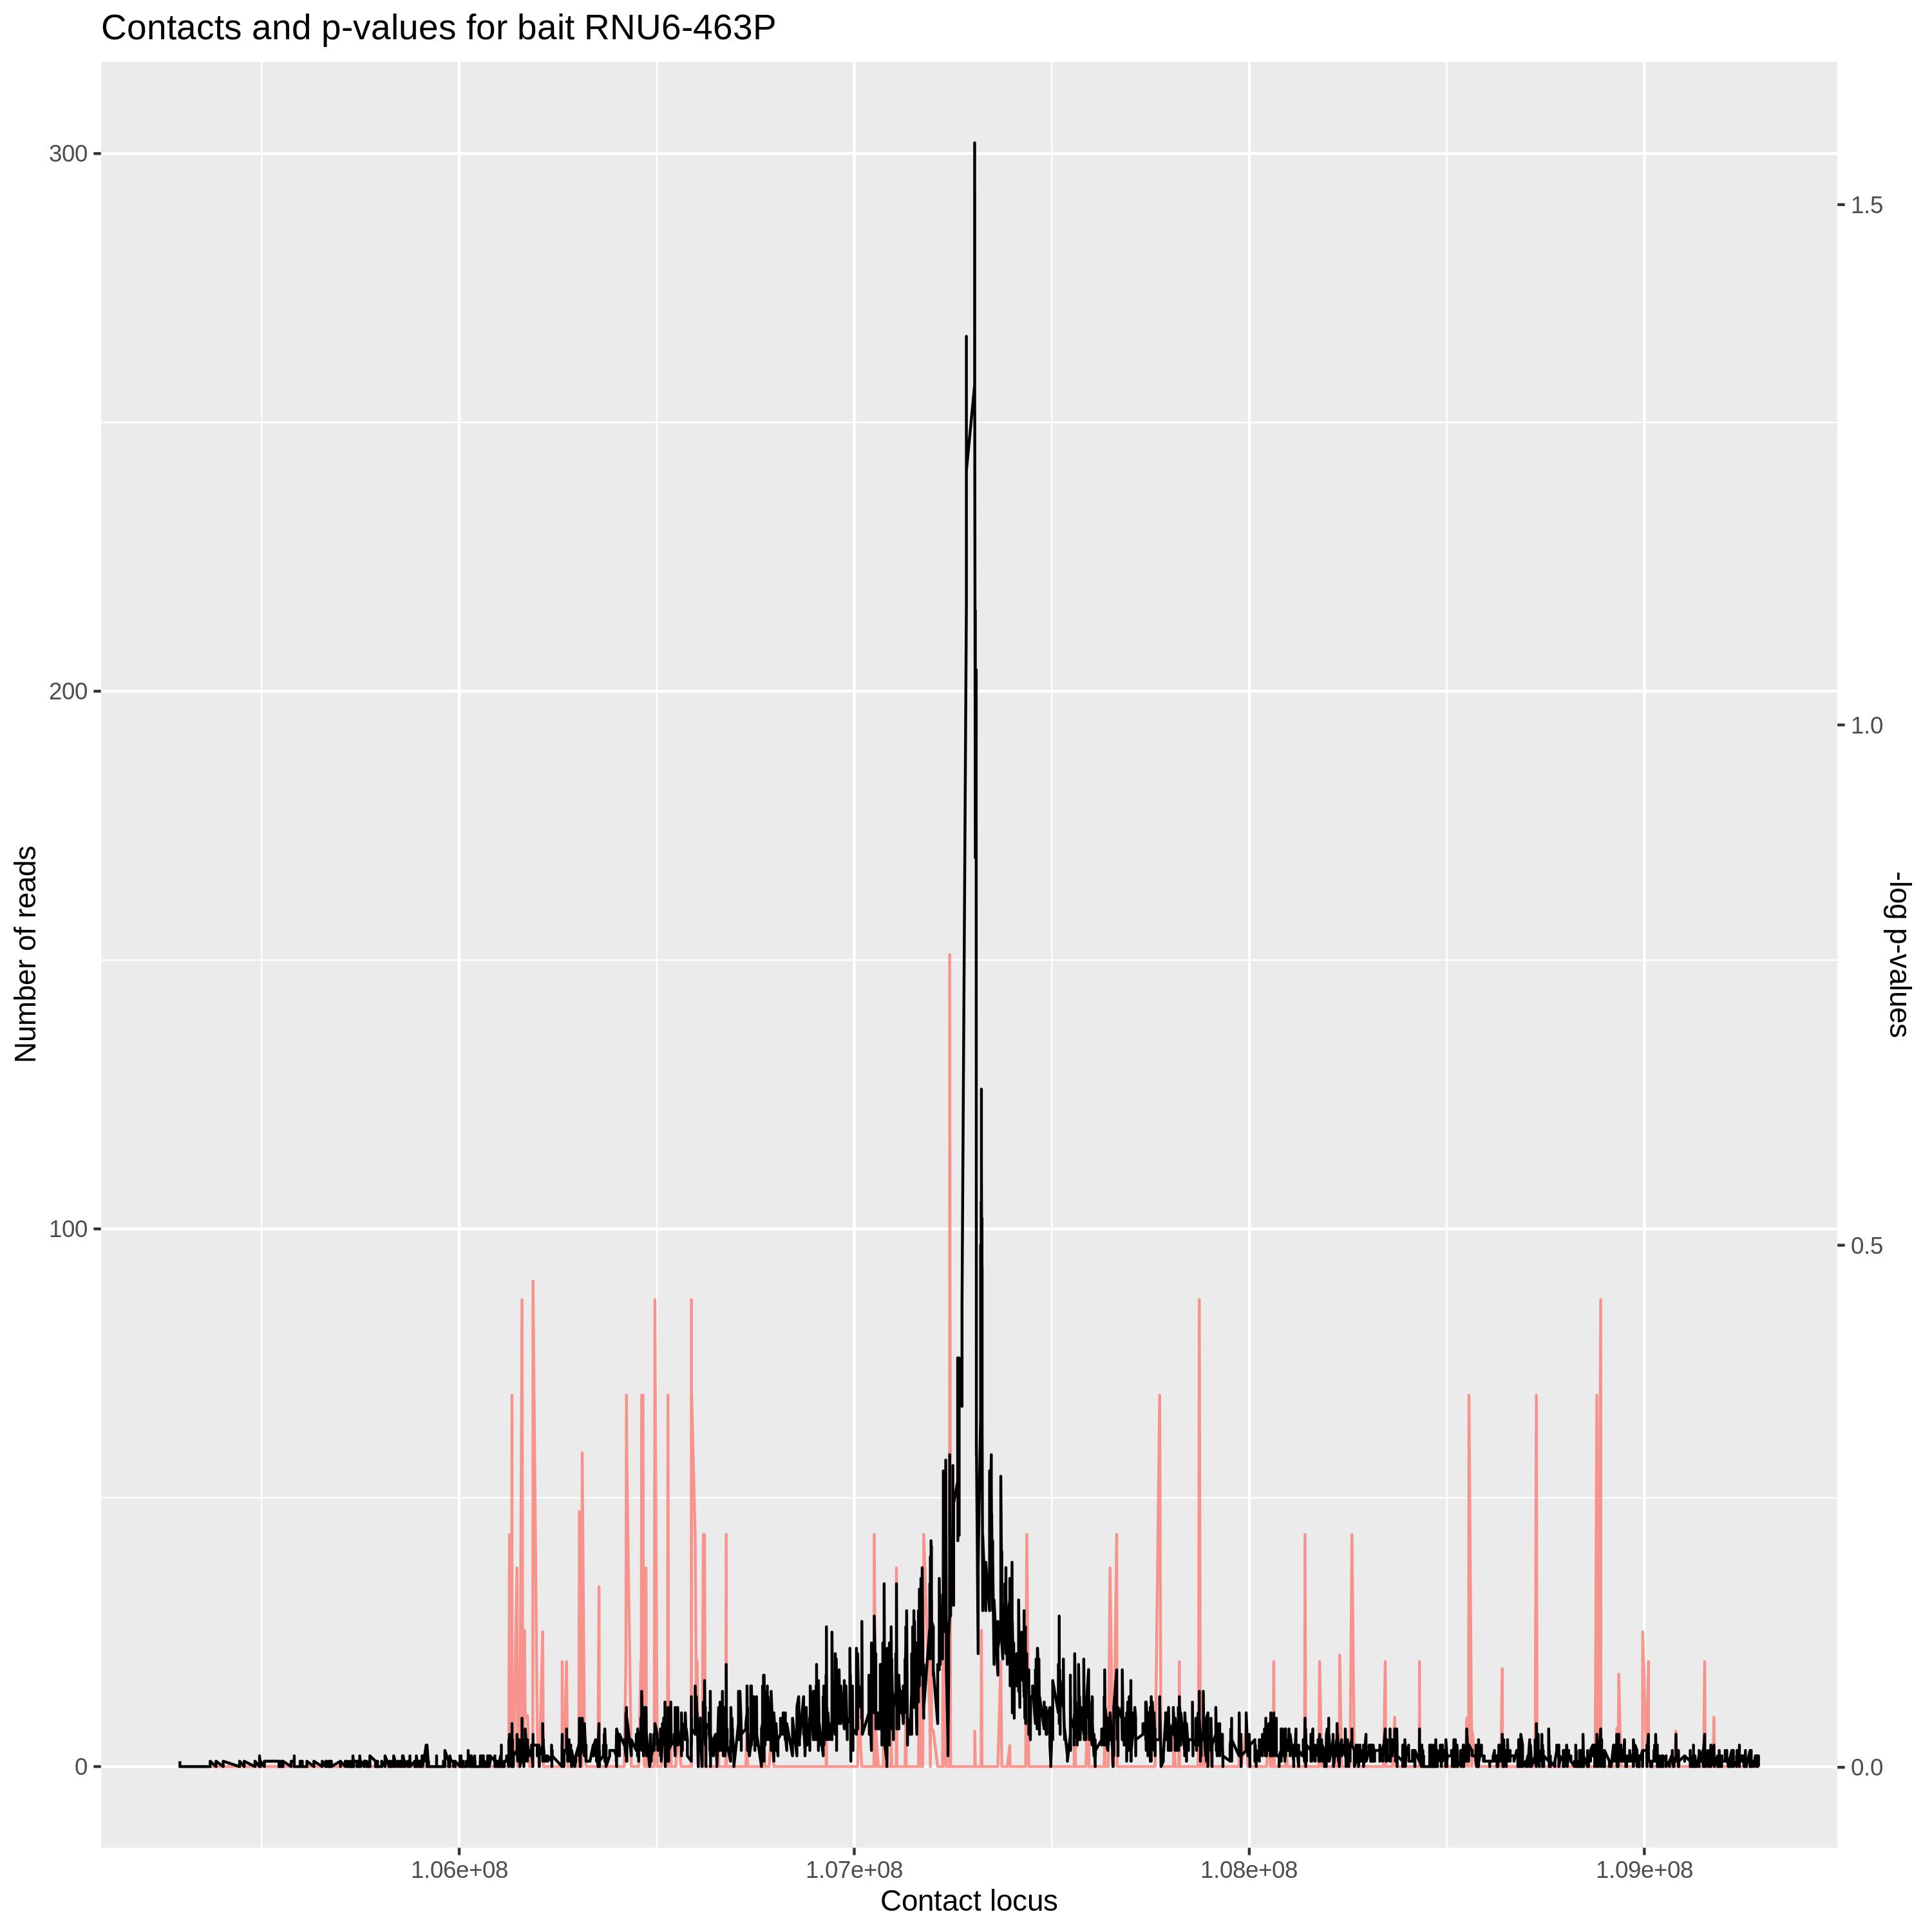 Contacts and p-values for bait RNU6-463P
300
200
100
0
Number of reads
1.5
1.0
0.5
0.0
-log p-values
1.06e+08
1.07e+08
1.08e+08
1.09e+08
Contact locus